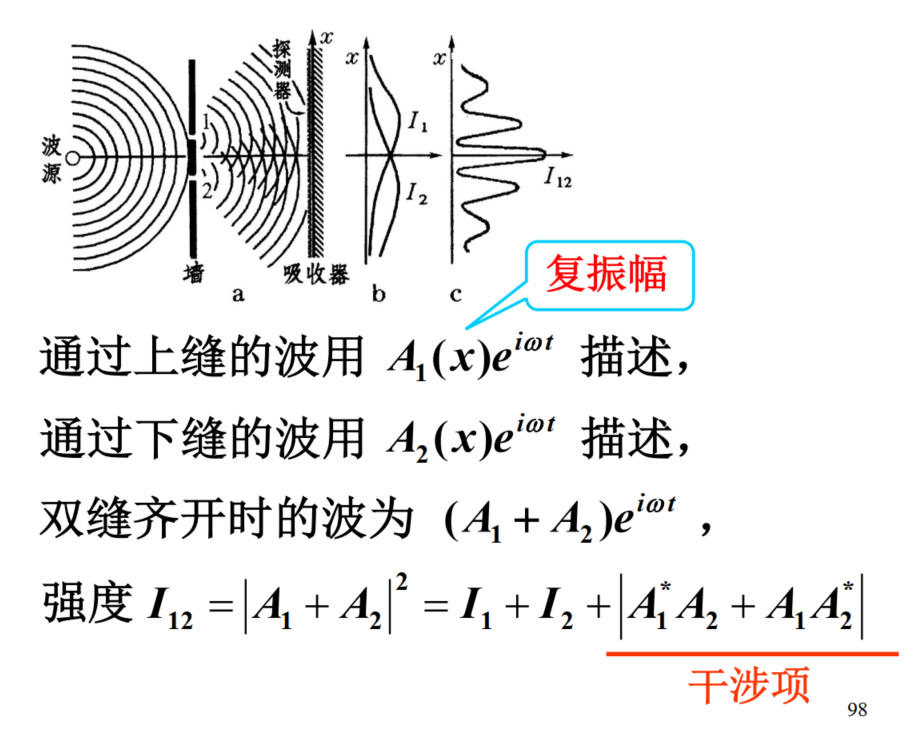 x
探测器
x
x
1
波源
2
I₁
I₂
I₁₂
墙
吸收器
a
b
c
复振幅
通过上缝的波用 A₁(x)e^{iωt} 描述，
通过下缝的波用 A₂(x)e^{iωt} 描述，
双缝齐开时的波为 (A₁ + A₂)e^{iωt} ，
强度 I₁₂ = |A₁ + A₂|² = I₁ + I₂ + |A₁*A₂ + A₁A₂*|
干涉项
98